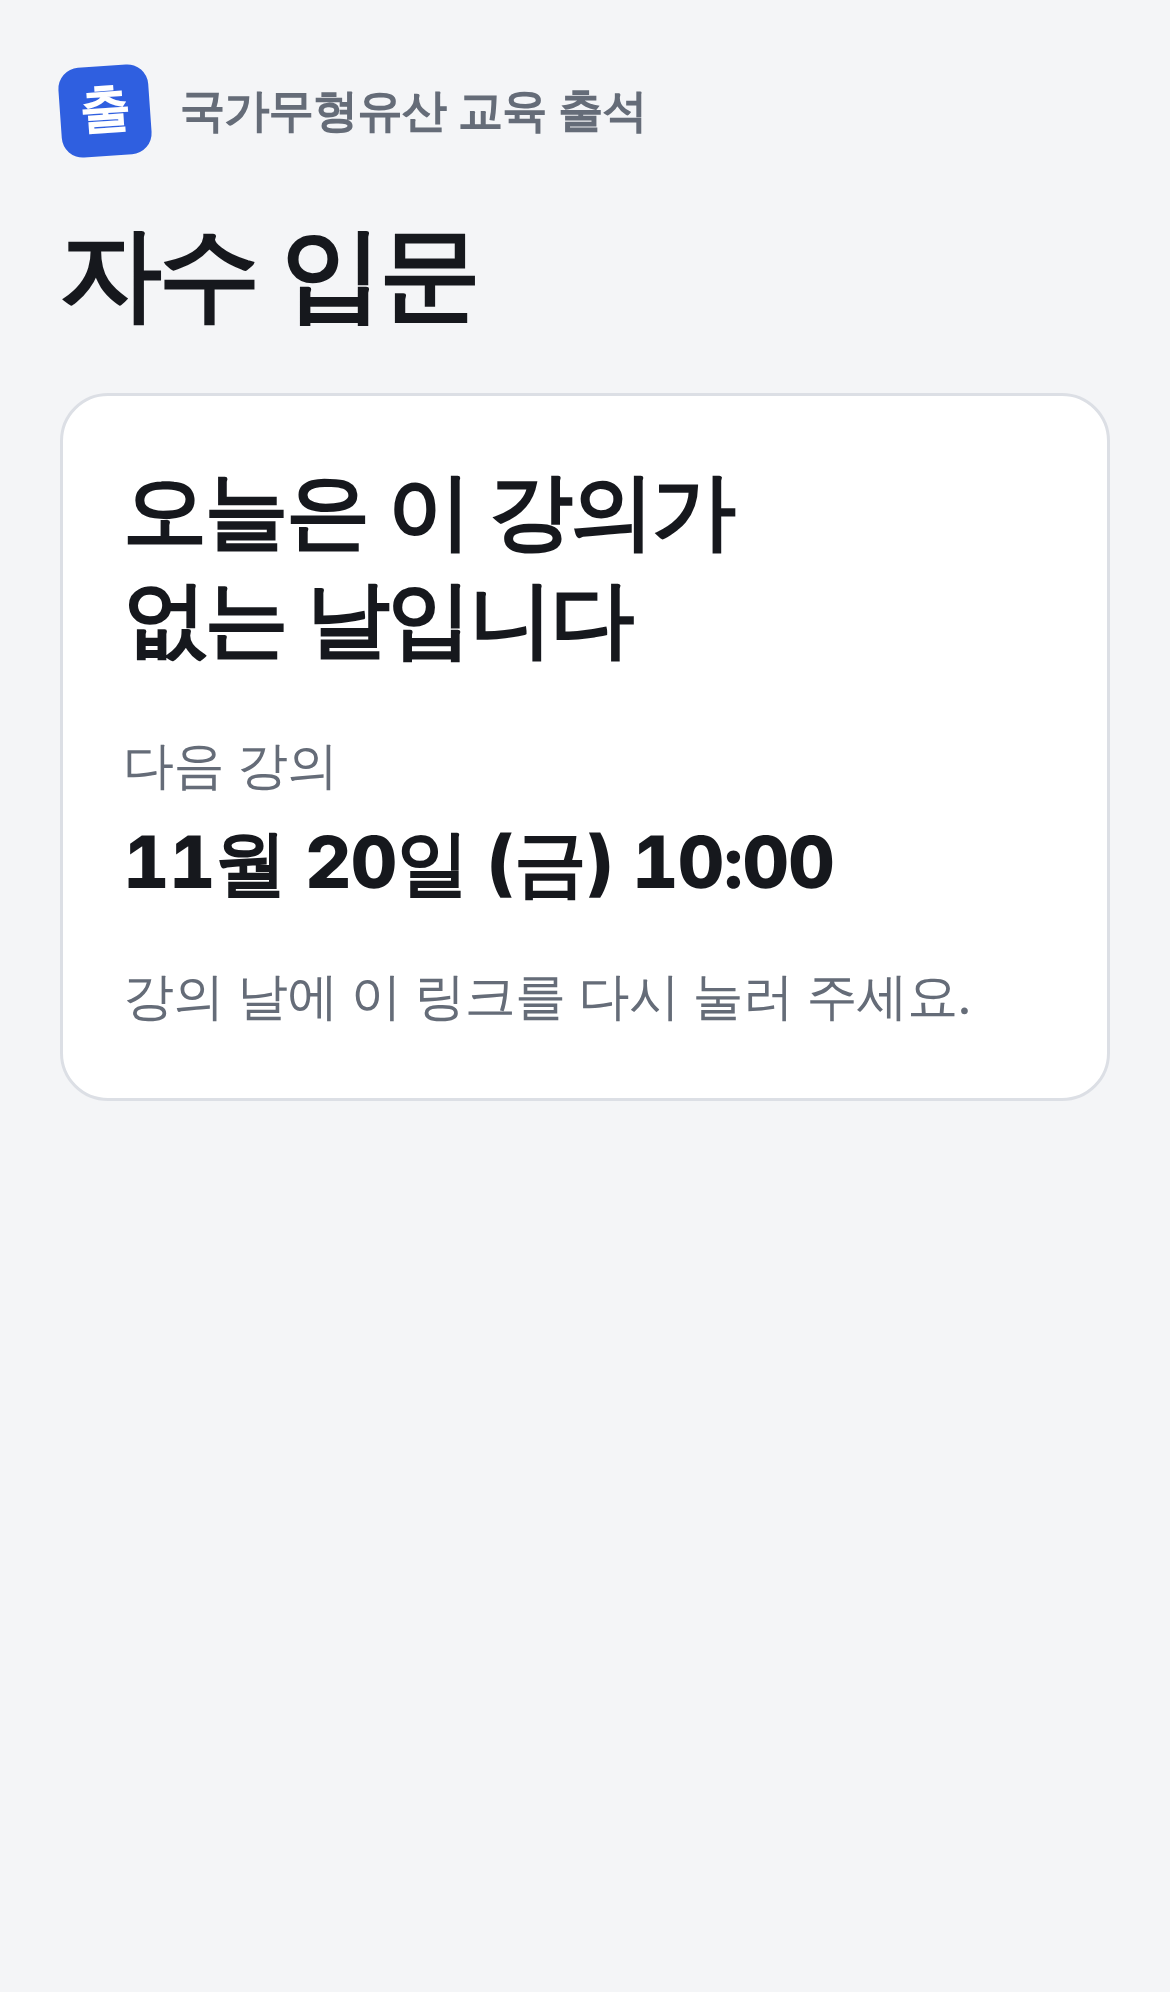 출 국가무형유산 교육 출석
자수 입문
오늘은 이 강의가
없는 날입니다
다음 강의
11월 20일 (금) 10:00
강의 날에 이 링크를 다시 눌러 주세요.